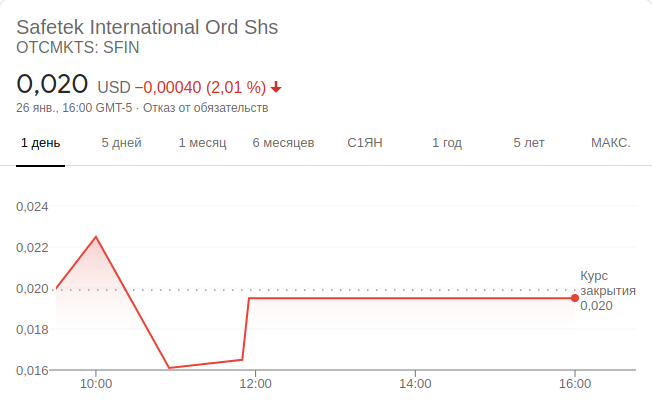 Safetek International Ord Shs
OTCMKTS: SFIN
0,020 USD −0,00040 (2,01 %)
26 янв., 16:00 GMT-5 · Отказ от обязательств
1 день 5 дней 1 месяц 6 месяцев С1ЯН 1 год 5 лет МАКС.
0,024
0,022
0,020
0,018
0,016
Курс
закрытия
0,020
10:00 12:00 14:00 16:00